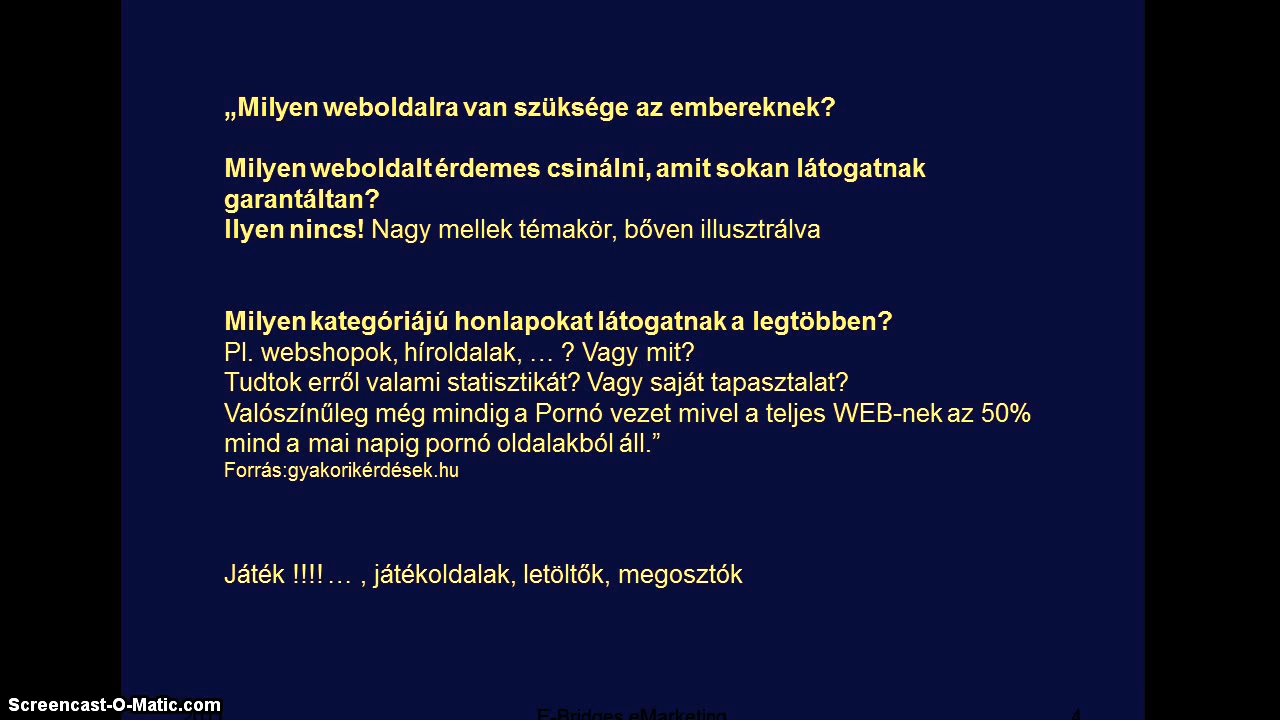 „Milyen weboldalra van szüksége az embereknek?
Milyen weboldalt érdemes csinálni, amit sokan látogatnak
garantáltan?
Ilyen nincs! Nagy mellek témakör, bőven illusztrálva
Milyen kategóriájú honlapokat látogatnak a legtöbben?
Pl. webshopok, híroldalak, … ? Vagy mit?
Tudtok erről valami statisztikát? Vagy saját tapasztalat?
Valószínűleg még mindig a Pornó vezet mivel a teljes WEB-nek az 50%
mind a mai napig pornó oldalakból áll.”
Forrás:gyakorikérdések.hu
Játék !!!! … , játékoldalak, letöltők, megosztók
E-Bridges eMarketing 4
Screencast-O-Matic.com